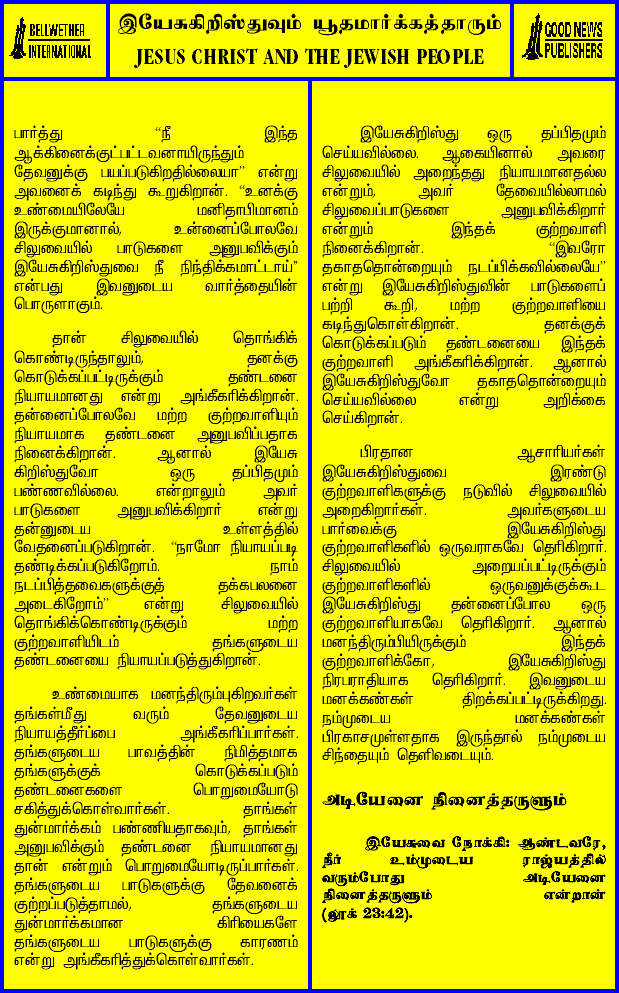 BELLWETHER
INTERNATIONAL
இயேசுகிறிஸ்துவும் யூதமார்க்கத்தாரும்
JESUS CHRIST AND THE JEWISH PEOPLE
GOOD NEWS
PUBLISHERS
பார்த்து “நீ இந்த
ஆக்கினைக்குட்பட்டவனாயிருந்தும்
தேவனுக்கு பயப்படுகிறதில்லையா” என்று
அவனைக் கடிந்து கூறுகிறான். “உனக்கு
உண்மையிலேயே மனிதாபிமானம்
இருக்குமானால், உன்னைப்போலவே
சிலுவையில் பாடுகளை அனுபவிக்கும்
இயேசுகிறிஸ்துவை நீ நிந்திக்கமாட்டாய்”
என்பது இவனுடைய வார்த்தையின்
பொருளாகும்.
தான் சிலுவையில் தொங்கிக்
கொண்டிருந்தாலும், தனக்கு
கொடுக்கப்பட்டிருக்கும் தண்டனை
நியாயமானது என்று அங்கீகரிக்கிறான்.
தன்னைப்போலவே மற்ற குற்றவாளியும்
நியாயமாக தண்டனை அனுபவிப்பதாக
நினைக்கிறான். ஆனால் இயேசு
கிறிஸ்துவோ ஒரு தப்பிதமும்
பண்ணவில்லை. என்றாலும் அவர்
பாடுகளை அனுபவிக்கிறார் என்று
தன்னுடைய உள்ளத்தில்
வேதனைப்படுகிறான். “நாமோ நியாயப்படி
தண்டிக்கப்படுகிறோம். நாம்
நடப்பித்தவைகளுக்குத் தக்கபலனை
அடைகிறோம்” என்று சிலுவையில்
தொங்கிக்கொண்டிருக்கும் மற்ற
குற்றவாளியிடம் தங்களுடைய
தண்டனையை நியாயப்படுத்துகிறான்.
உண்மையாக மனந்திரும்புகிறவர்கள்
தங்கள்மீது வரும் தேவனுடைய
நியாயத்தீர்ப்பை அங்கீகரிப்பார்கள்.
தங்களுடைய பாவத்தின் நிமித்தமாக
தங்களுக்குக் கொடுக்கப்படும்
தண்டனைகளை பொறுமையோடு
சகித்துக்கொள்வார்கள். தாங்கள்
துன்மார்க்கம் பண்ணியதாகவும், தாங்கள்
அனுபவிக்கும் தண்டனை நியாயமானது
தான் என்றும் பொறுமையோடிருப்பார்கள்.
தங்களுடைய பாடுகளுக்கு தேவனைக்
குற்றப்படுத்தாமல், தங்களுடைய
துன்மார்க்கமான கிரியைகளே
தங்களுடைய பாடுகளுக்கு காரணம்
என்று அங்கீகரித்துக்கொள்வார்கள்.
இயேசுகிறிஸ்து ஒரு தப்பிதமும்
செய்யவில்லை. ஆகையினால் அவரை
சிலுவையில் அறைந்தது நியாயமானதல்ல
என்றும், அவர் தேவையில்லாமல்
சிலுவைப்பாடுகளை அனுபவிக்கிறார்
என்றும் இந்தக் குற்றவாளி
நினைக்கிறான். “இவரோ
தகாததொன்றையும் நடப்பிக்கவில்லையே”
என்று இயேசுகிறிஸ்துவின் பாடுகளைப்
பற்றி கூறி, மற்ற குற்றவாளியை
கடிந்துகொள்கிறான். தனக்குக்
கொடுக்கப்படும் தண்டனையை இந்தக்
குற்றவாளி அங்கீகரிக்கிறான். ஆனால்
இயேசுகிறிஸ்துவோ தகாததொன்றையும்
செய்யவில்லை என்று அறிக்கை
செய்கிறான்.
பிரதான ஆசாரியர்கள்
இயேசுகிறிஸ்துவை இரண்டு
குற்றவாளிகளுக்கு நடுவில் சிலுவையில்
அறைகிறார்கள். அவர்களுடைய
பார்வைக்கு இயேசுகிறிஸ்து
குற்றவாளிகளில் ஒருவராகவே தெரிகிறார்.
சிலுவையில் அறையப்பட்டிருக்கும்
குற்றவாளிகளில் ஒருவனுக்குக்கூட
இயேசுகிறிஸ்து தன்னைப்போல ஒரு
குற்றவாளியாகவே தெரிகிறார். ஆனால்
மனந்திரும்பியிருக்கும் இந்தக்
குற்றவாளிக்கோ, இயேசுகிறிஸ்து
நிரபராதியாக தெரிகிறார். இவனுடைய
மனக்கண்கள் திறக்கப்பட்டிருக்கிறது.
நம்முடைய மனக்கண்கள்
பிரகாசமுள்ளதாக இருந்தால் நம்முடைய
சிந்தையும் தெளிவடையும்.
அடியேனை நினைத்தருளும்
இயேசுவை நோக்கி: ஆண்டவரே,
நீர் உம்முடைய ராஜ்யத்தில்
வரும்போது அடியேனை
நினைத்தருளும் என்றான்
(லூக் 23:42).